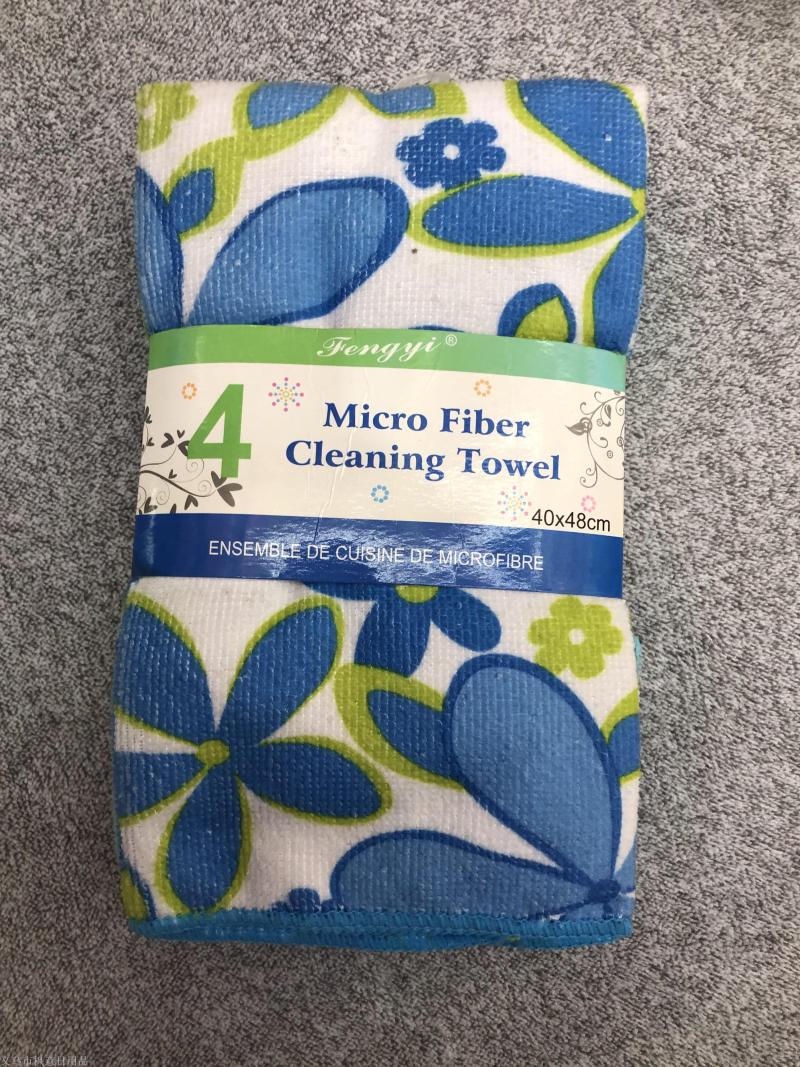 Fengyi®
4
Micro Fiber
Cleaning Towel
40x48cm
ENSEMBLE DE CUISINE DE MICROFIBRE